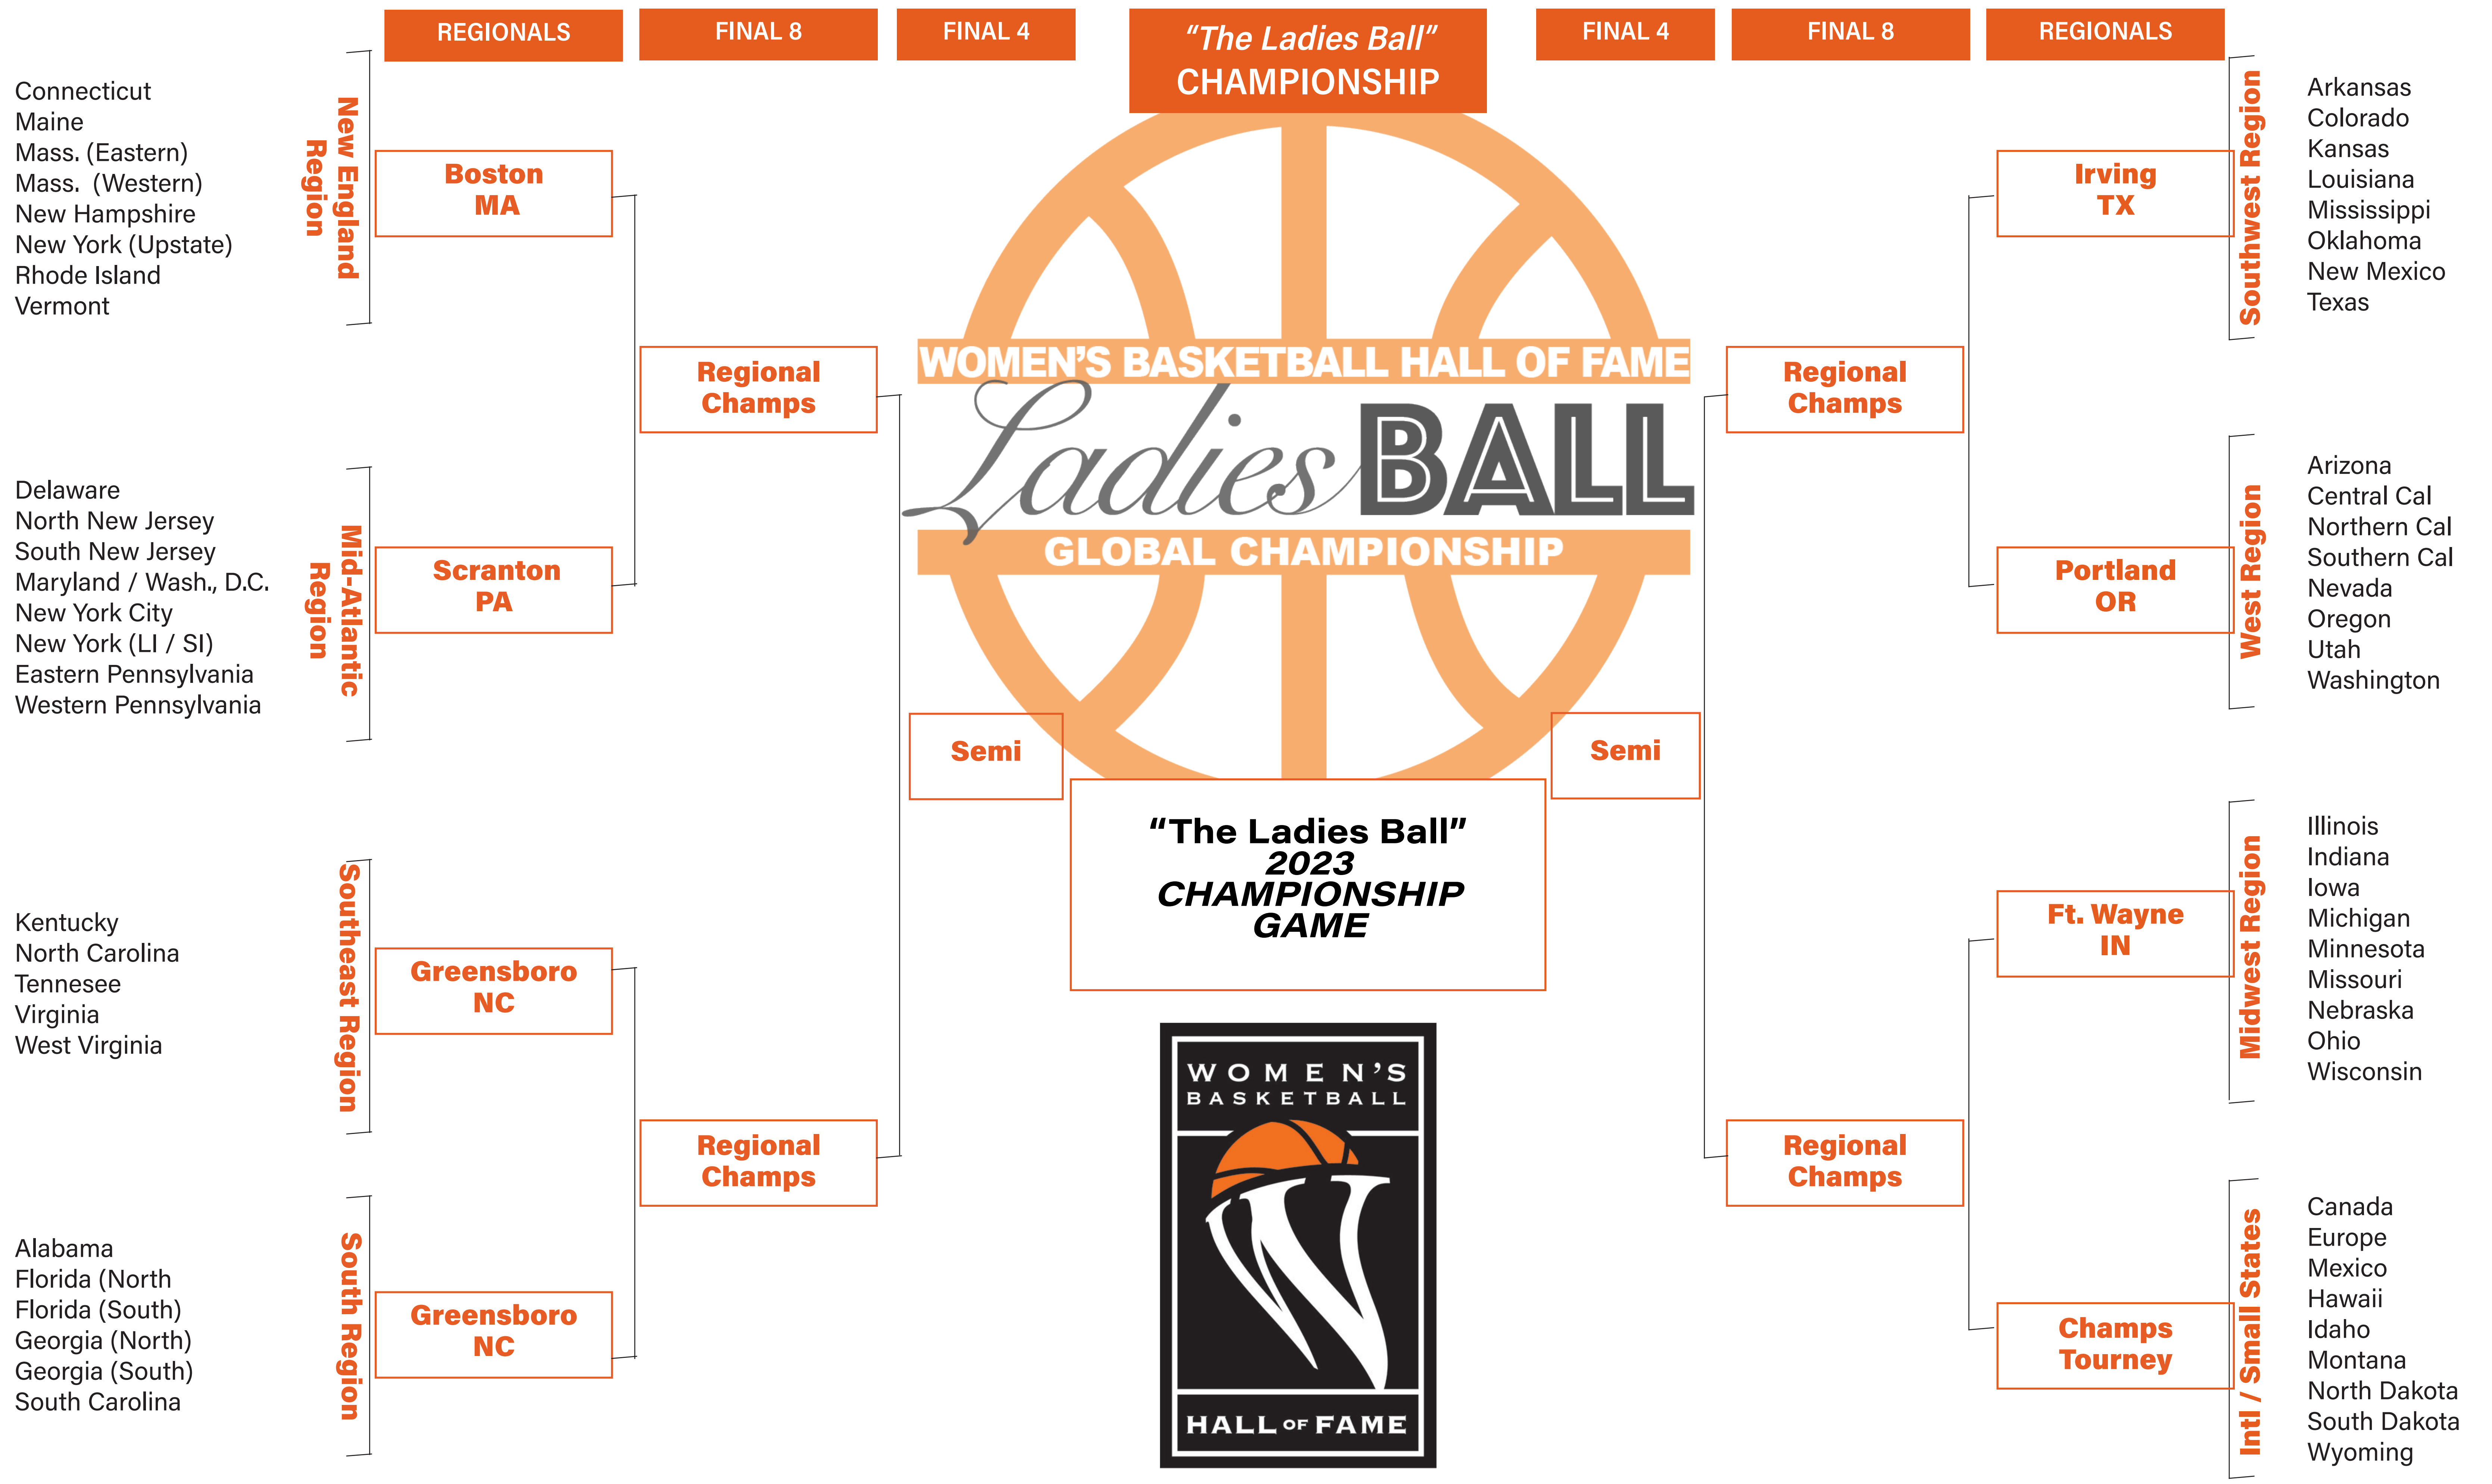 REGIONALS
FINAL 8
FINAL 4
“The Ladies Ball”
CHAMPIONSHIP
FINAL 4
FINAL 8
REGIONALS
Connecticut
Maine
Mass. (Eastern)
Mass. (Western)
New Hampshire
New York (Upstate)
Rhode Island
Vermont
New England
Region
Boston
MA
Delaware
North New Jersey
South New Jersey
Maryland / Wash., D.C.
New York City
New York (LI / SI)
Eastern Pennsylvania
Western Pennsylvania
Mid-Atlantic
Region
Scranton
PA
Regional
Champs
Kentucky
North Carolina
Tennesee
Virginia
West Virginia
Southeast Region
Greensboro
NC
Alabama
Florida (North
Florida (South)
Georgia (North)
Georgia (South)
South Carolina
South Region
Greensboro
NC
Regional
Champs
Semi
WOMEN’S BASKETBALL HALL OF FAME
Ladies BALL
GLOBAL CHAMPIONSHIP
“The Ladies Ball”
2023
CHAMPIONSHIP
GAME
WOMEN’S
BASKETBALL
HALL OF FAME
Semi
Regional
Champs
Regional
Champs
Irving
TX
Southwest Region
Arkansas
Colorado
Kansas
Louisiana
Mississippi
Oklahoma
New Mexico
Texas
Portland
OR
West Region
Arizona
Central Cal
Northern Cal
Southern Cal
Nevada
Oregon
Utah
Washington
Ft. Wayne
IN
Midwest Region
Illinois
Indiana
Iowa
Michigan
Minnesota
Missouri
Nebraska
Ohio
Wisconsin
Champs
Tourney
Intl / Small States
Canada
Europe
Mexico
Hawaii
Idaho
Montana
North Dakota
South Dakota
Wyoming